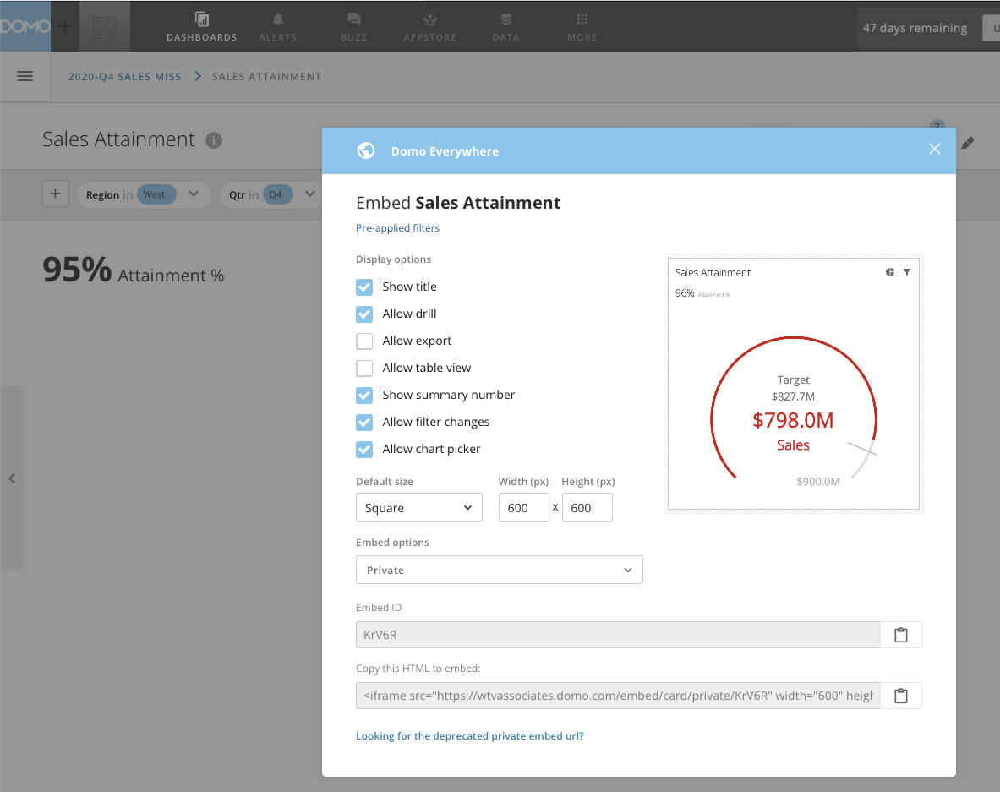 DOMO
DASHBOARDS ALERTS BUZZ APPSTORE DATA MORE
47 days remaining
U
2020-Q4 SALES MISS SALES ATTAINMENT
Sales Attainment
2
Region in West
Qtr in Q4
95% Attainment %
Domo Everywhere
Embed Sales Attainment
Pre-applied filters
Display options
Show title
Allow drill
Allow export
Allow table view
Show summary number
Allow filter changes
Allow chart picker
Default size Width (px) Height (px)
Square 600 x 600
Embed options
Private
Embed ID
KrV6R
Copy this HTML to embed:
<iframe src="https://wtvassociates.domo.com/embed/card/private/KrV6R" width="600" heigh
Looking for the deprecated private embed url?
Sales Attainment
96% Attainment %
Target
$827.7M
$798.0M
Sales
$900.0M